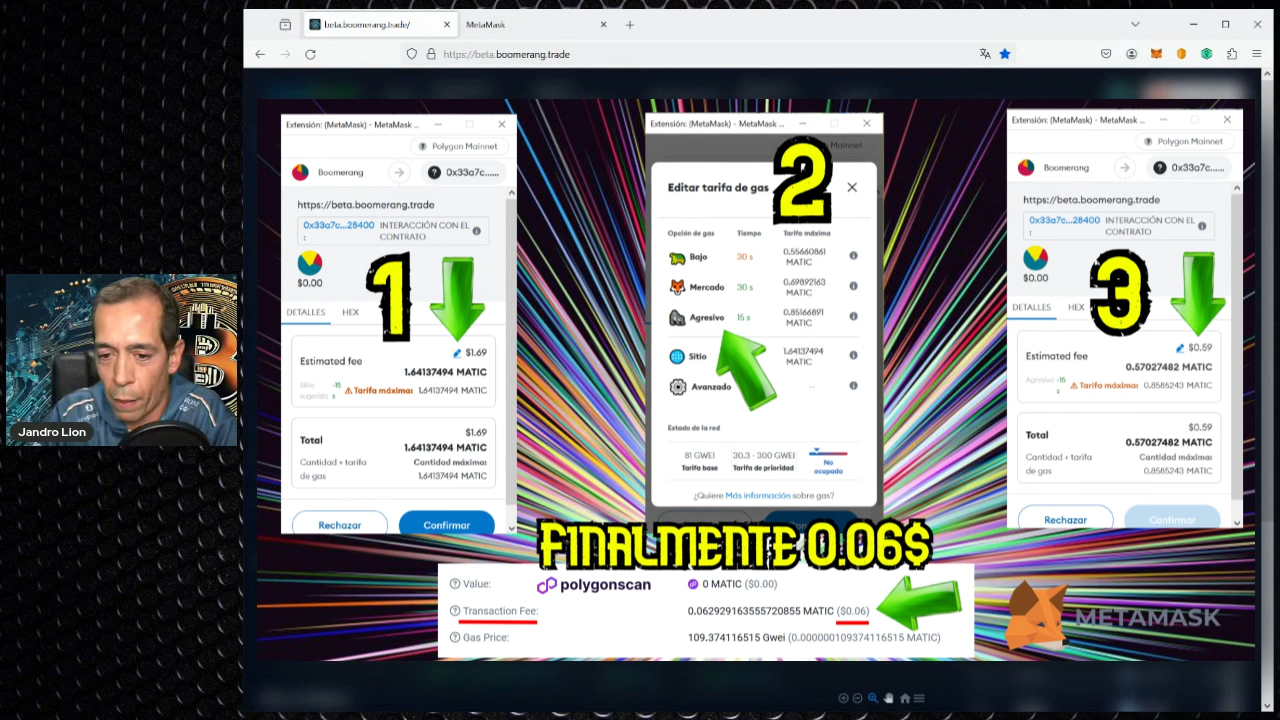 beta.boomerang.trade/
MetaMask
https://beta.boomerang.trade
Extensión: (MetaMask) - MetaMask ...
Polygon Mainnet
Boomerang
0x33a7c......
https://beta.boomerang.trade
0x33a7c...28400
:
INTERACCIÓN CON EL
CONTRATO
$0.00
DETALLES
HEX
1
Estimated fee
$1.69
1.64137494 MATIC
Sitio
sugerido
~15
s
Tarifa máxima:
1.64137494 MATIC
Total
$1.69
1.64137494 MATIC
Cantidad + tarifa
de gas
Cantidad máxima:
1.64137494 MATIC
Rechazar
Confirmar
Extensión: (MetaMask) - MetaMask ...
Mainnet
Editar tarifa de gas
2
Opción de gas
Tiempo
Tarifa máxima
Bajo
30 s
0.55660861
MATIC
Mercado
30 s
0.69892163
MATIC
Agresivo
15 s
0.85166891
MATIC
Sitio
1.64137494
MATIC
Avanzado
--
Estado de la red
81 GWEI
Tarifa base
30.3 - 300 GWEI
Tarifa de prioridad
No
ocupado
¿Quiere Más información sobre gas?
Extensión: (MetaMask) - MetaMask ...
Polygon Mainnet
Boomerang
0x33a7c......
https://beta.boomerang.trade
0x33a7c...28400
:
INTERACCIÓN CON EL
CONTRATO
$0.00
DETALLES
HEX
3
Estimated fee
$0.59
0.57027482 MATIC
Agresivo
~15
s
Tarifa máxima:
0.8585243 MATIC
Total
$0.59
0.57027482 MATIC
Cantidad + tarifa
de gas
Cantidad máxima:
0.8585243 MATIC
Rechazar
Confirmar
FINALMENTE 0.06$
Value:
polygonscan
0 MATIC ($0.00)
Transaction Fee:
0.062929163555720855 MATIC ($0.06)
Gas Price:
109.374116515 Gwei (0.000000109374116515 MATIC)
METAMASK
Jandro Lion